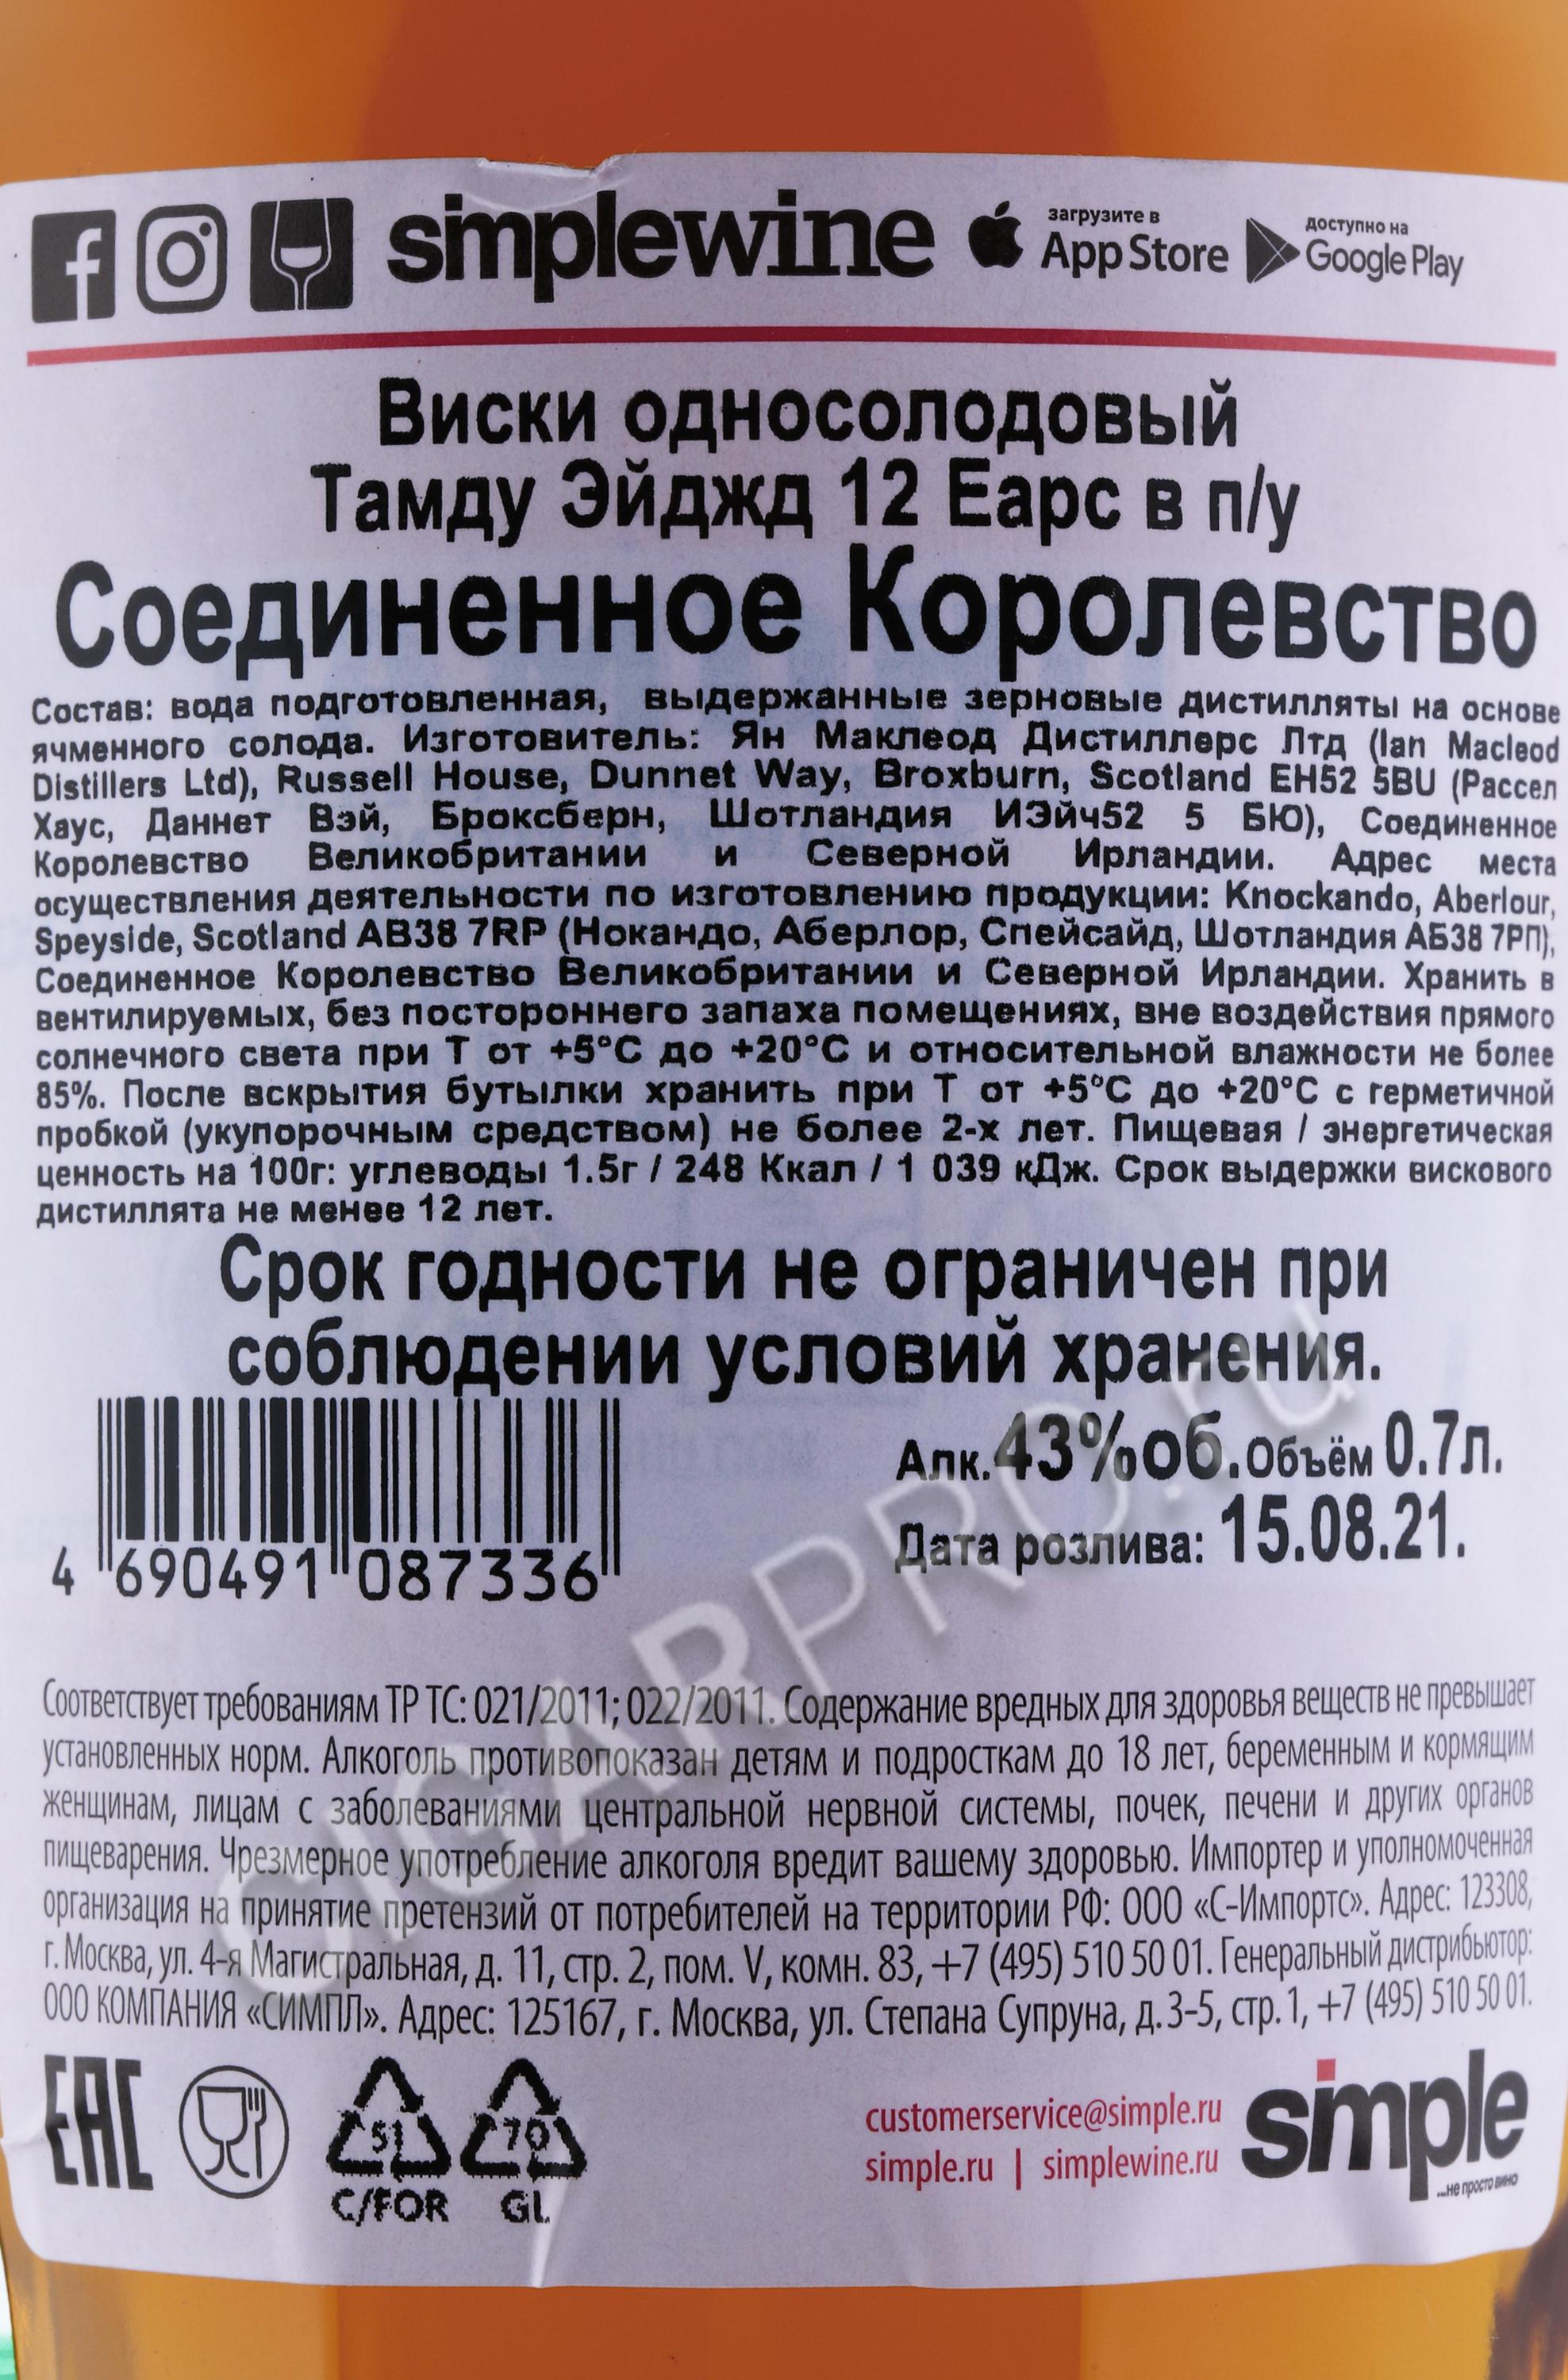 simplewine
загрузите в
App Store
доступно на
Google Play
Виски односолодовый
Тамду Эйджд 12 Еарс в п/у
Соединенное Королевство
Состав: вода подготовленная, выдержанные зерновые дистилляты на основе
ячменного солода. Изготовитель: Ян Маклеод Дистиллерс Лтд (Ian Macleod
Distillers Ltd), Russell House, Dunnet Way, Broxburn, Scotland EH52 5BU (Рассел
Хаус, Даннет Вэй, Броксберн, Шотландия ИЭйч52 5 БЮ), Соединенное
Королевство Великобритании и Северной Ирландии. Адрес места
осуществления деятельности по изготовлению продукции: Knockando, Aberlour,
Speyside, Scotland AB38 7RP (Нокандо, Аберлор, Спейсайд, Шотландия АБ38 7РП),
Соединенное Королевство Великобритании и Северной Ирландии. Хранить в
вентилируемых, без постороннего запаха помещениях, вне воздействия прямого
солнечного света при Т от +5°С до +20°С и относительной влажности не более
85%. После вскрытия бутылки хранить при Т от +5°С до +20°С с герметичной
пробкой (укупорочным средством) не более 2-х лет. Пищевая / энергетическая
ценность на 100г: углеводы 1.5г / 248 Ккал / 1 039 кДж. Срок выдержки вискового
дистиллята не менее 12 лет.
Срок годности не ограничен при
соблюдении условий хранения.
Алк.43%об.Объём 0.7л.
Дата розлива: 15.08.21.
4 690491 087336
CIGARPRO.ru
Соответствует требованиям ТР ТС: 021/2011; 022/2011. Содержание вредных для здоровья веществ не превышает
установленных норм. Алкоголь противопоказан детям и подросткам до 18 лет, беременным и кормящим
женщинам, лицам с заболеваниями центральной нервной системы, почек, печени и других органов
пищеварения. Чрезмерное употребление алкоголя вредит вашему здоровью. Импортер и уполномоченная
организация на принятие претензий от потребителей на территории РФ: ООО «С-Импортс». Адрес: 123308,
г. Москва, ул. 4-я Магистральная, д. 11, стр. 2, пом. V, комн. 83, +7 (495) 510 50 01. Генеральный дистрибьютор:
ООО КОМПАНИЯ «СИМПЛ». Адрес: 125167, г. Москва, ул. Степана Супруна, д. 3-5, стр. 1, +7 (495) 510 50 01.
EAC
51
C/FOR
70
GL
customerservice@simple.ru
simple.ru | simplewine.ru
simple
...не просто вино